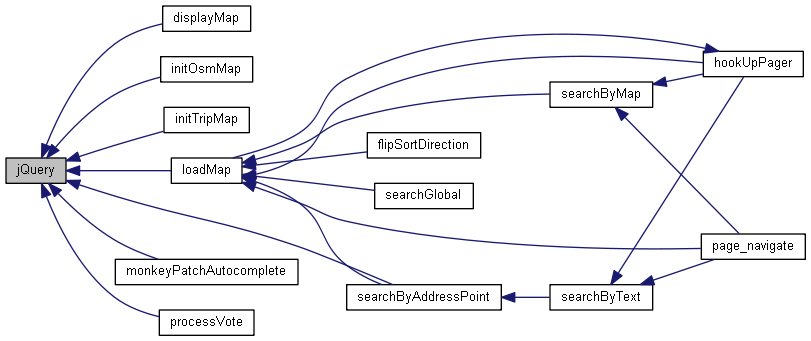 displayMap
initOsmMap
hookUpPager
searchByMap
initTripMap
flipSortDirection
jQuery
loadMap
searchGlobal
page_navigate
monkeyPatchAutocomplete
searchByAddressPoint
searchByText
processVote